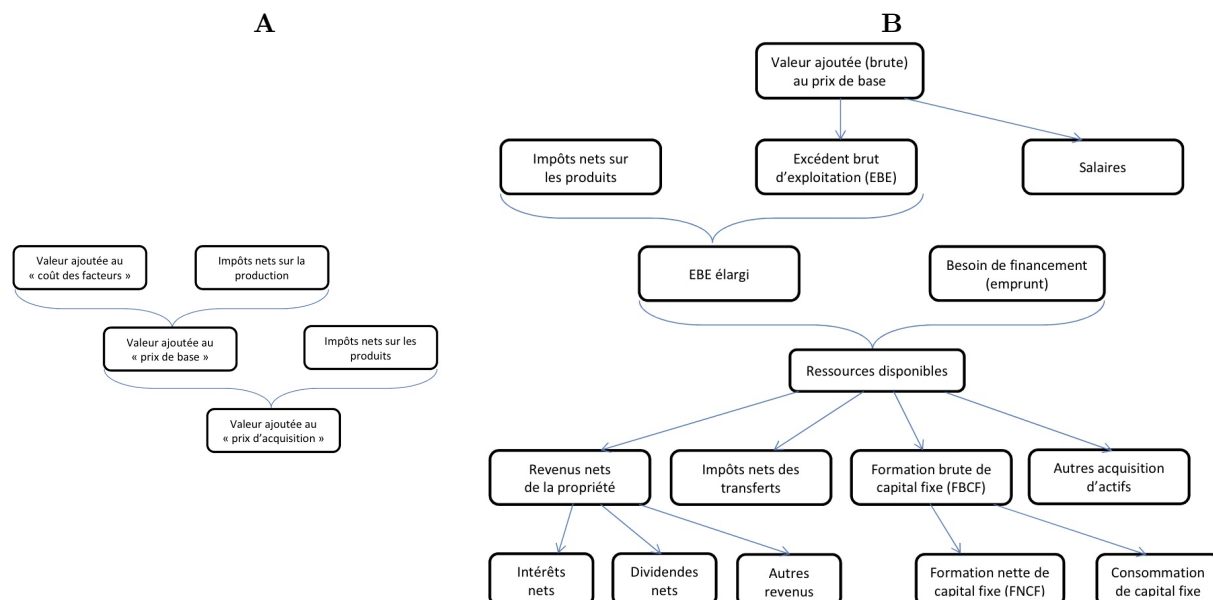 A
B
Valeur ajoutée (brute)
au prix de base
Impôts nets sur
les produits
Excédent brut
d'exploitation (EBE)
Salaires
Valeur ajoutée au
« coût des facteurs »
Impôts nets sur la
production
EBE élargi
Besoin de financement
(emprunt)
Valeur ajoutée au
« prix de base »
Impôts nets sur les
produits
Ressources disponibles
Valeur ajoutée au
« prix d'acquisition »
Revenus nets
de la propriété
Impôts nets des
transferts
Formation brute de
capital fixe (FBCF)
Autres acquisition
d'actifs
Intérêts
nets
Dividendes
nets
Autres
revenus
Formation nette de
capital fixe (FNCF)
Consommation
de capital fixe